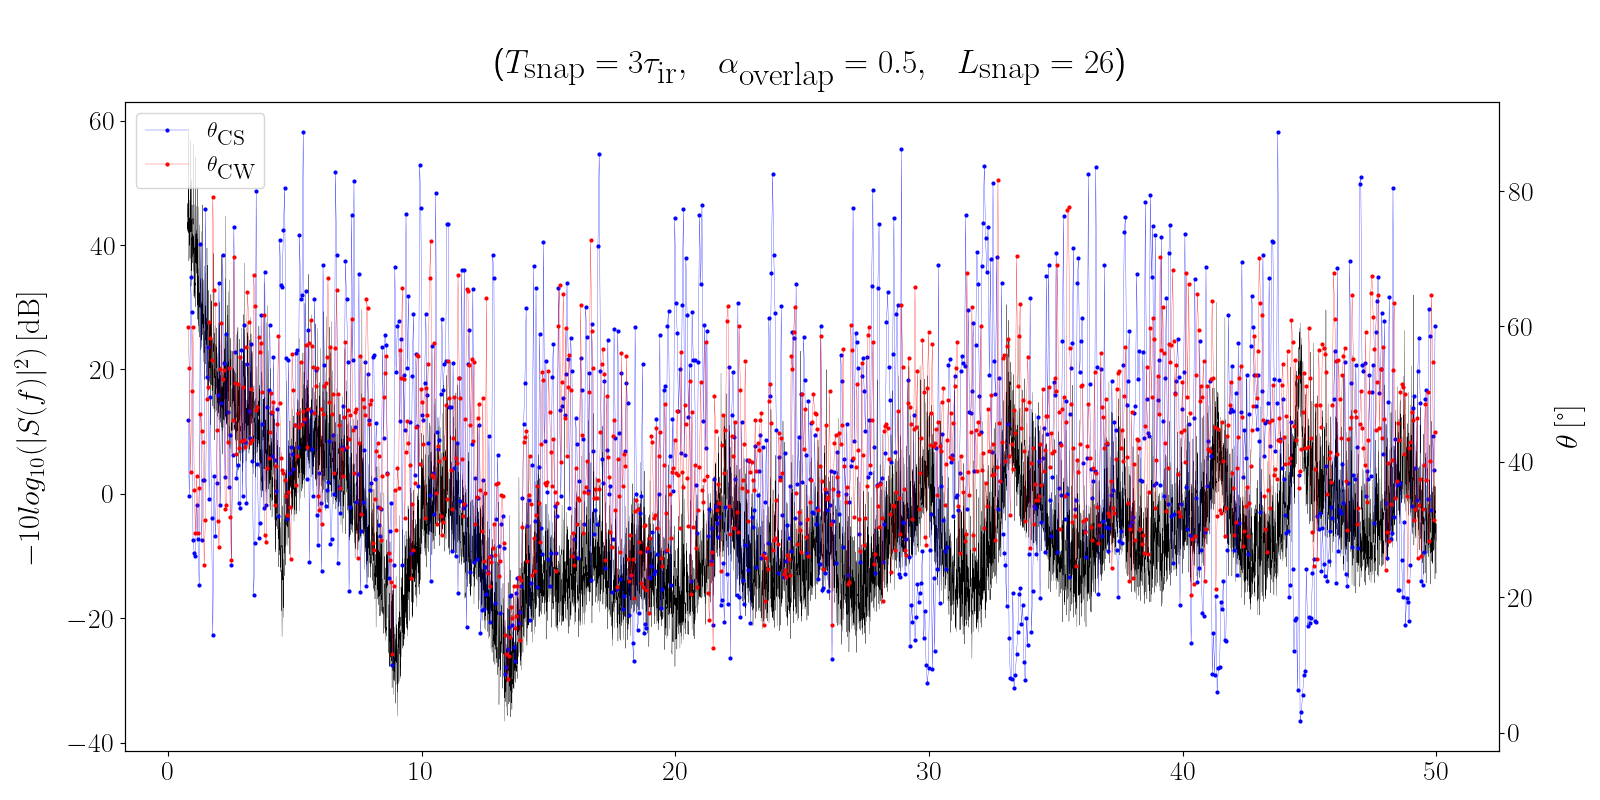 (T_snap = 3τ_ir, α_overlap = 0.5, L_snap = 26)
−10log₁₀(|S(f)|²) [dB]
60
40
20
0
−20
−40
θ_CS
θ_CW
80
60
40
20
0
θ [°]
0 10 20 30 40 50